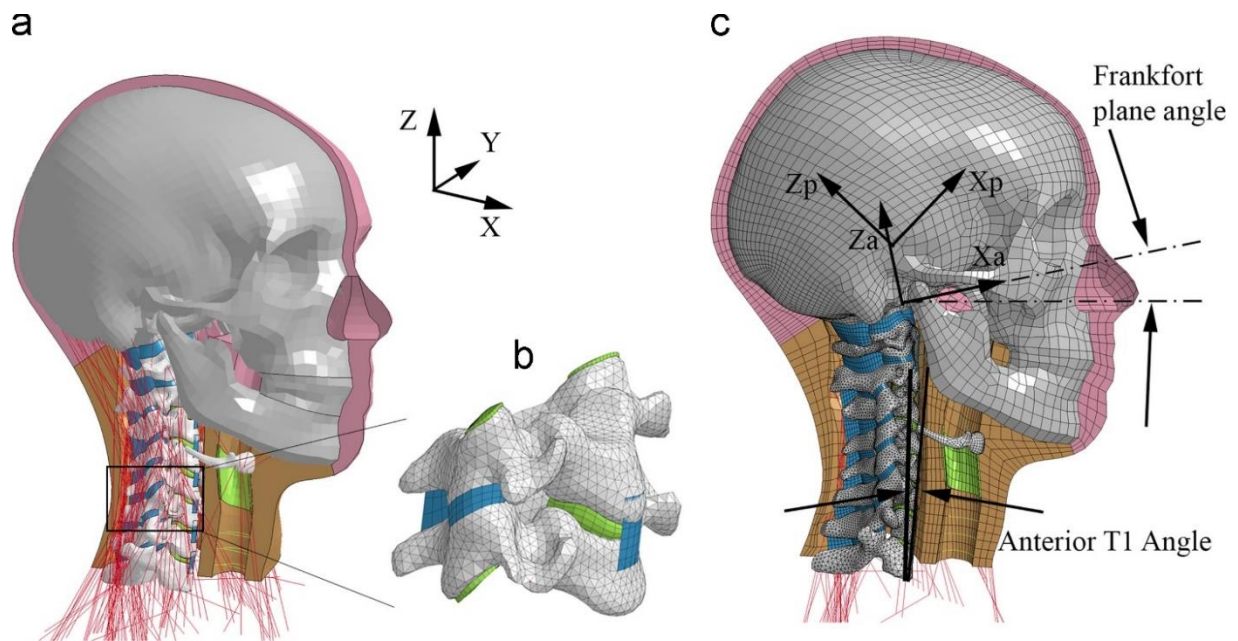 a
Z
Y
X
b
c
Frankfort
plane angle
Zp
Xp
Za
Xa
Anterior T1 Angle